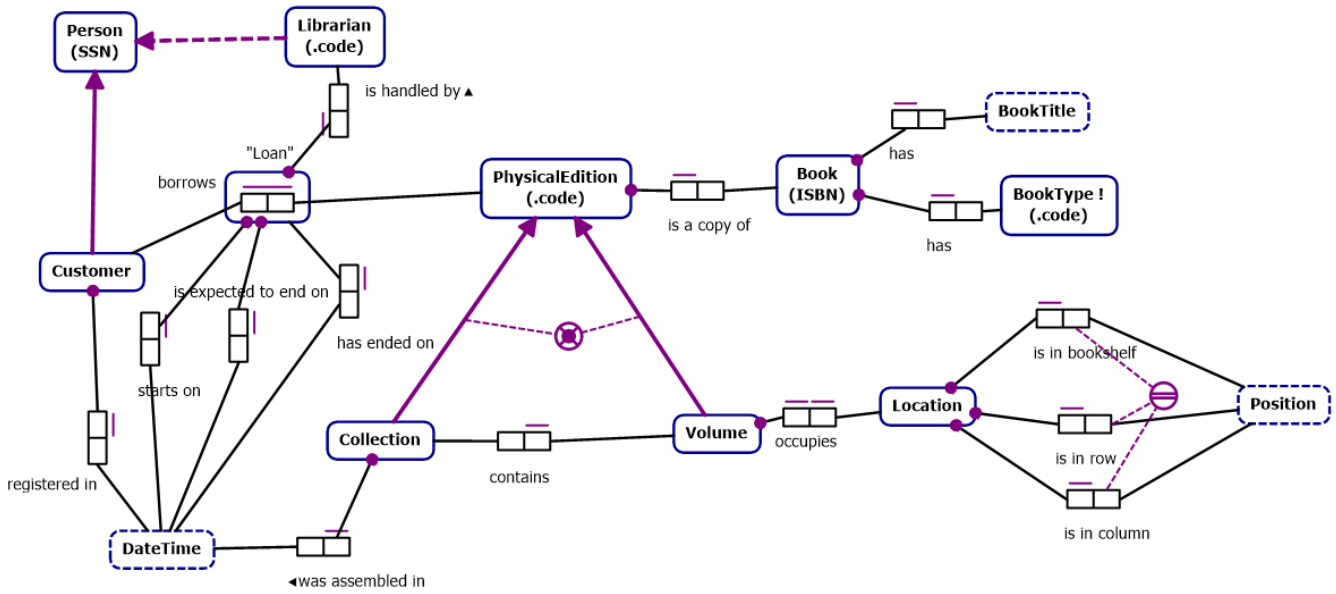 Person
(SSN)
Librarian
(.code)
is handled by ▲
"Loan"
borrows
PhysicalEdition
(.code)
is a copy of
Book
(ISBN)
has
BookTitle
has
BookType !
(.code)
Customer
is expected to end on
has ended on
starts on
registered in
DateTime
◄was assembled in
Collection
contains
Volume
occupies
Location
is in bookshelf
is in row
is in column
Position